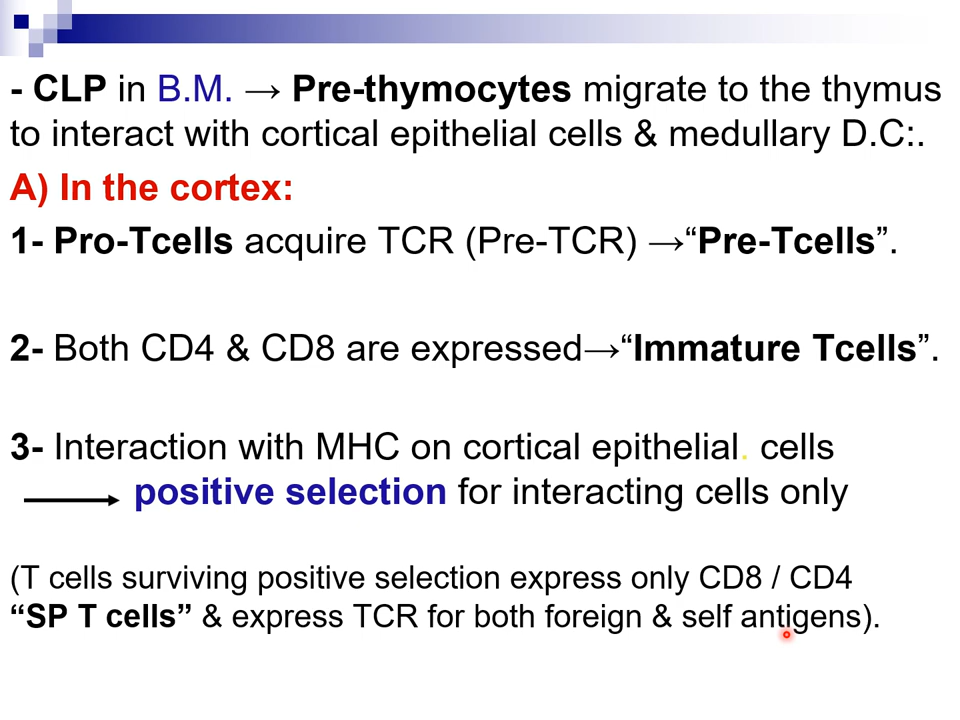 - CLP in B.M. → Pre-thymocytes migrate to the thymus
to interact with cortical epithelial cells & medullary D.C:.
A) In the cortex:
1- Pro-Tcells acquire TCR (Pre-TCR) →“Pre-Tcells”.
2- Both CD4 & CD8 are expressed→“Immature Tcells”.
3- Interaction with MHC on cortical epithelial. cells
positive selection for interacting cells only
(T cells surviving positive selection express only CD8 / CD4
“SP T cells” & express TCR for both foreign & self antigens).